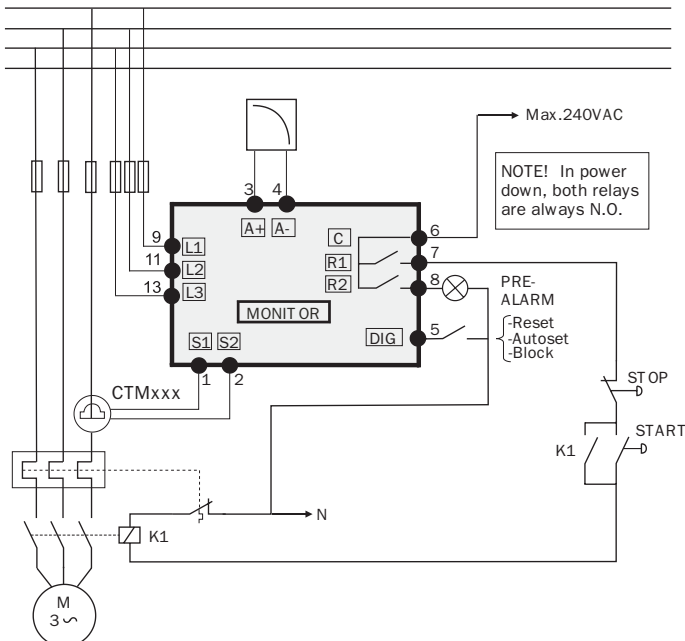 Max.240VAC
NOTE! In power
down, both relays
are always N.O.
3 4
A+ A-
C
6
9 L1
R1
7
11 L2
R2
8
PRE-
ALARM
13 L3
MONITOR
DIG
5
-Reset
-Autoset
-Block
S1 S2
1 2
CTMxxx
STOP
START
K1
N
K1
M
3~